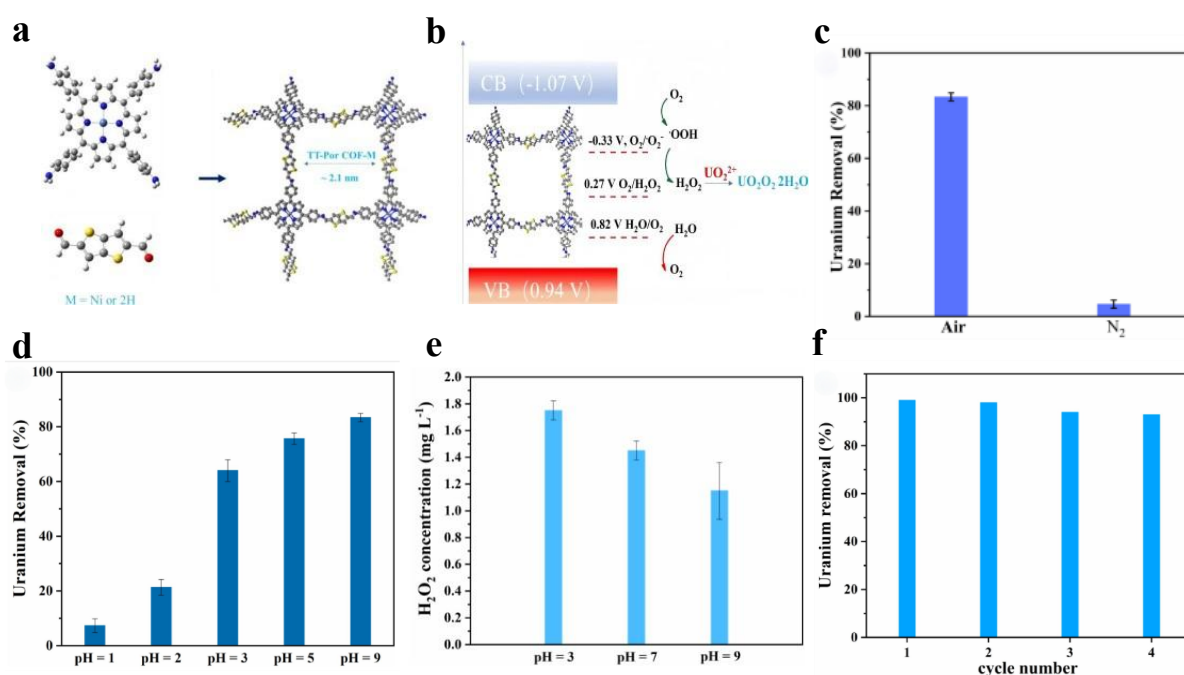 a
TT-Por COF-M
~ 2.1 nm
M = Ni or 2H
b
CB (-1.07 V)
O₂
-0.33 V, O₂/O₂⁻
·OOH
0.27 V O₂/H₂O₂
H₂O₂
UO₂²⁺
UO₂O₂ 2H₂O
0.82 V H₂O/O₂
H₂O
O₂
VB (0.94 V)
c
Uranium Removal (%)
100
80
60
40
20
0
Air
N₂
d
Uranium Removal (%)
100
80
60
40
20
0
pH = 1
pH = 2
pH = 3
pH = 5
pH = 9
e
H₂O₂ concentration (mg L⁻¹)
2.0
1.8
1.6
1.4
1.2
1.0
0.8
0.6
0.4
0.2
0.0
pH = 3
pH = 7
pH = 9
f
Uranium removal (%)
100
80
60
40
20
0
1
2
3
4
cycle number